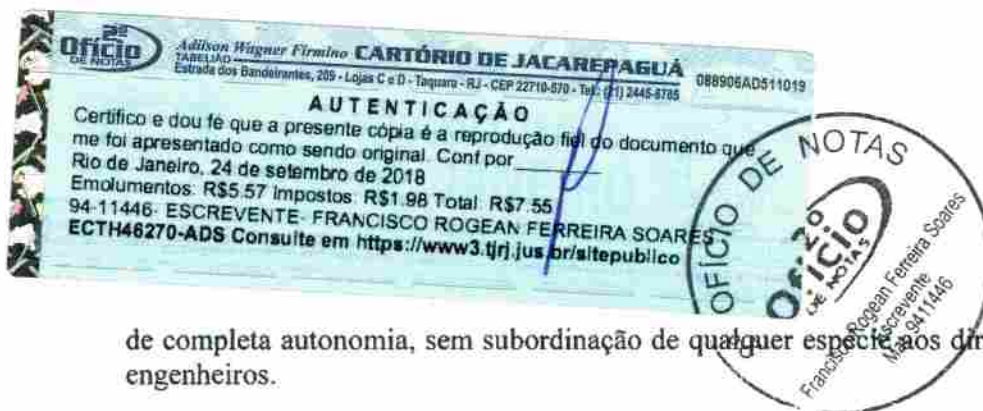 2º
Ofício
DE NOTAS
Adilson Wagner Firmino CARTÓRIO DE JACAREPAGUÁ
TABELIÃO
Estrada dos Bandeirantes, 209 - Lojas C e D - Taquara - RJ - CEP 22710-570 - Tel.: (21) 2445-8785
088906AD511019
AUTENTICAÇÃO
Certifico e dou fé que a presente cópia é a reprodução fiel do documento que
me foi apresentado como sendo original. Conf por
Rio de Janeiro, 24 de setembro de 2018
Emolumentos: R$5.57 Impostos: R$1.98 Total: R$7.55
94-11446- ESCREVENTE- FRANCISCO ROGEAN FERREIRA SOARES
ECTH46270-ADS Consulte em https://www3.tjrj.jus.br/sitepublico
OFÍCIO DE NOTAS
2º
Ofício
DE NOTAS
Francisco Rogean Ferreira Soares
Escrevente
Mat. 9411446
de completa autonomia, sem subordinação de qualquer espécie aos dir
engenheiros.